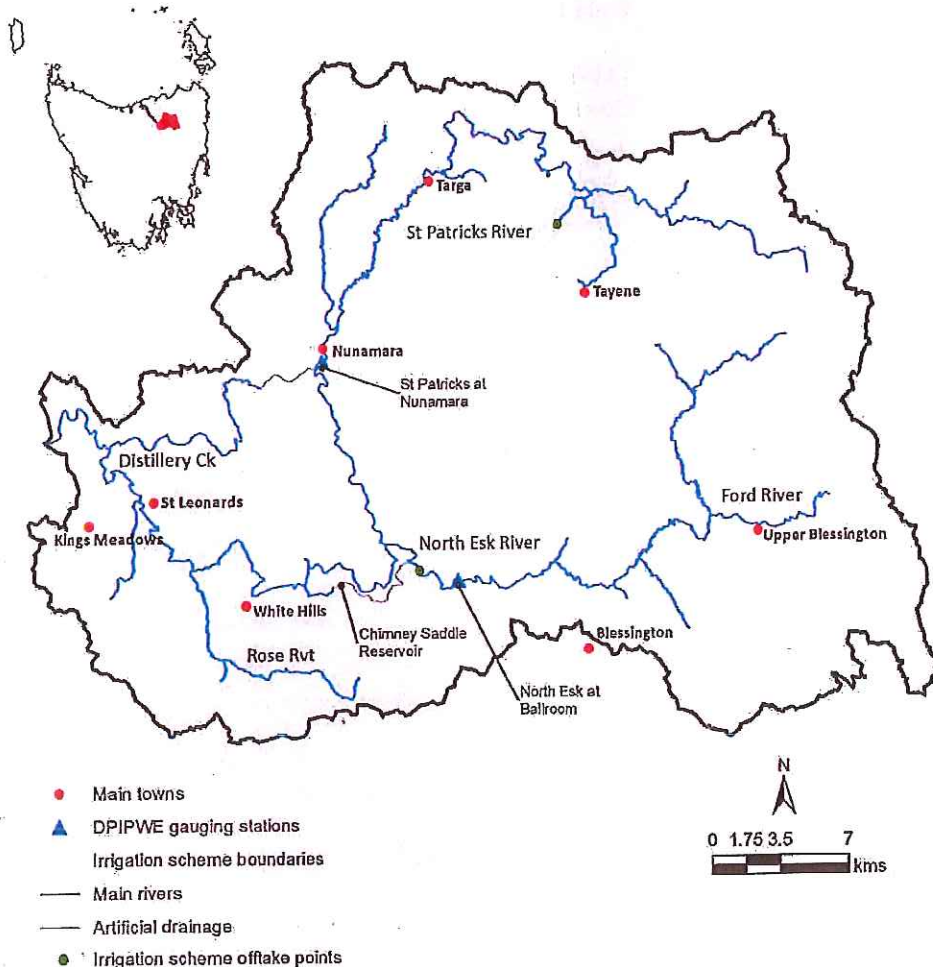 Targa
St Patricks River
Tayene
Nunamara
St Patricks at
Nunamara
Distillery Ck
St Leonards
Ford River
Kings Meadows
Upper Blessington
North Esk River
White Hills
Chimney Saddle
Reservoir
Blessington
Rose Rvt
North Esk at
Ballroom
N
0 1.75 3.5 7
kms
Main towns
DPIPWE gauging stations
Irrigation scheme boundaries
Main rivers
Artificial drainage
Irrigation scheme offtake points